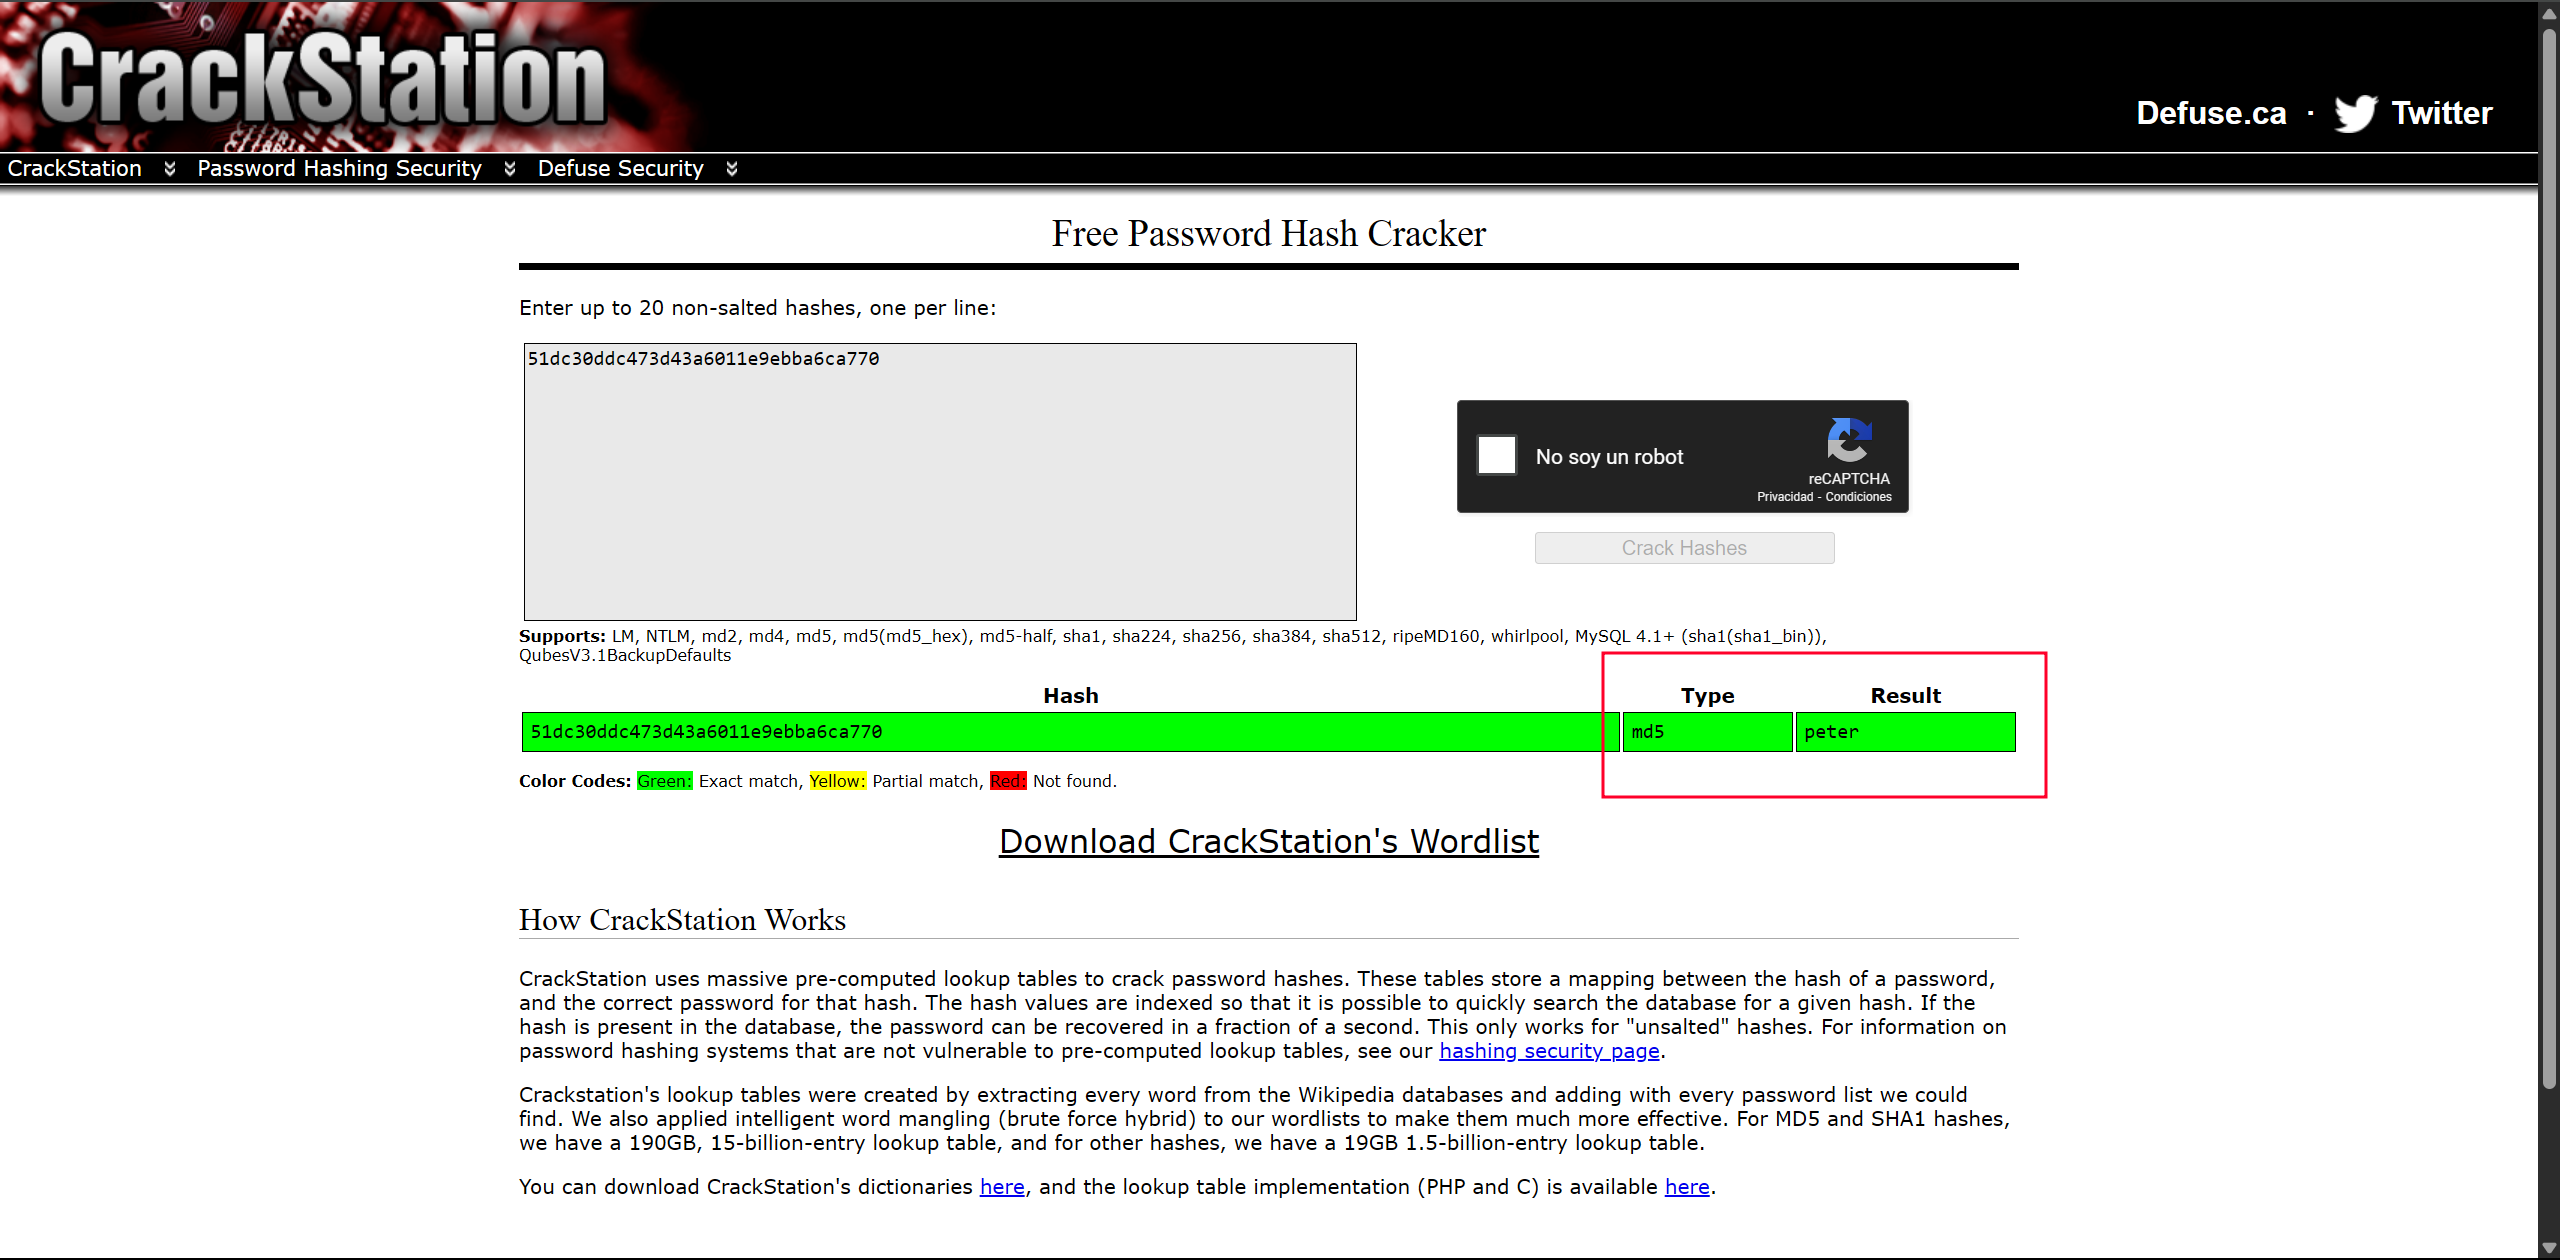 CrackStation
Defuse.ca · Twitter
CrackStation Password Hashing Security Defuse Security
Free Password Hash Cracker
Enter up to 20 non-salted hashes, one per line:
51dc30ddc473d43a6011e9ebba6ca770
No soy un robot
reCAPTCHA
Privacidad - Condiciones
Crack Hashes
Supports: LM, NTLM, md2, md4, md5, md5(md5_hex), md5-half, sha1, sha224, sha256, sha384, sha512, ripeMD160, whirlpool, MySQL 4.1+ (sha1(sha1_bin)),
QubesV3.1BackupDefaults
Hash Type Result
51dc30ddc473d43a6011e9ebba6ca770 md5 peter
Color Codes: Green: Exact match, Yellow: Partial match, Red: Not found.
Download CrackStation's Wordlist
How CrackStation Works
CrackStation uses massive pre-computed lookup tables to crack password hashes. These tables store a mapping between the hash of a password,
and the correct password for that hash. The hash values are indexed so that it is possible to quickly search the database for a given hash. If the
hash is present in the database, the password can be recovered in a fraction of a second. This only works for "unsalted" hashes. For information on
password hashing systems that are not vulnerable to pre-computed lookup tables, see our hashing security page.
Crackstation's lookup tables were created by extracting every word from the Wikipedia databases and adding with every password list we could
find. We also applied intelligent word mangling (brute force hybrid) to our wordlists to make them much more effective. For MD5 and SHA1 hashes,
we have a 190GB, 15-billion-entry lookup table, and for other hashes, we have a 19GB 1.5-billion-entry lookup table.
You can download CrackStation's dictionaries here, and the lookup table implementation (PHP and C) is available here.